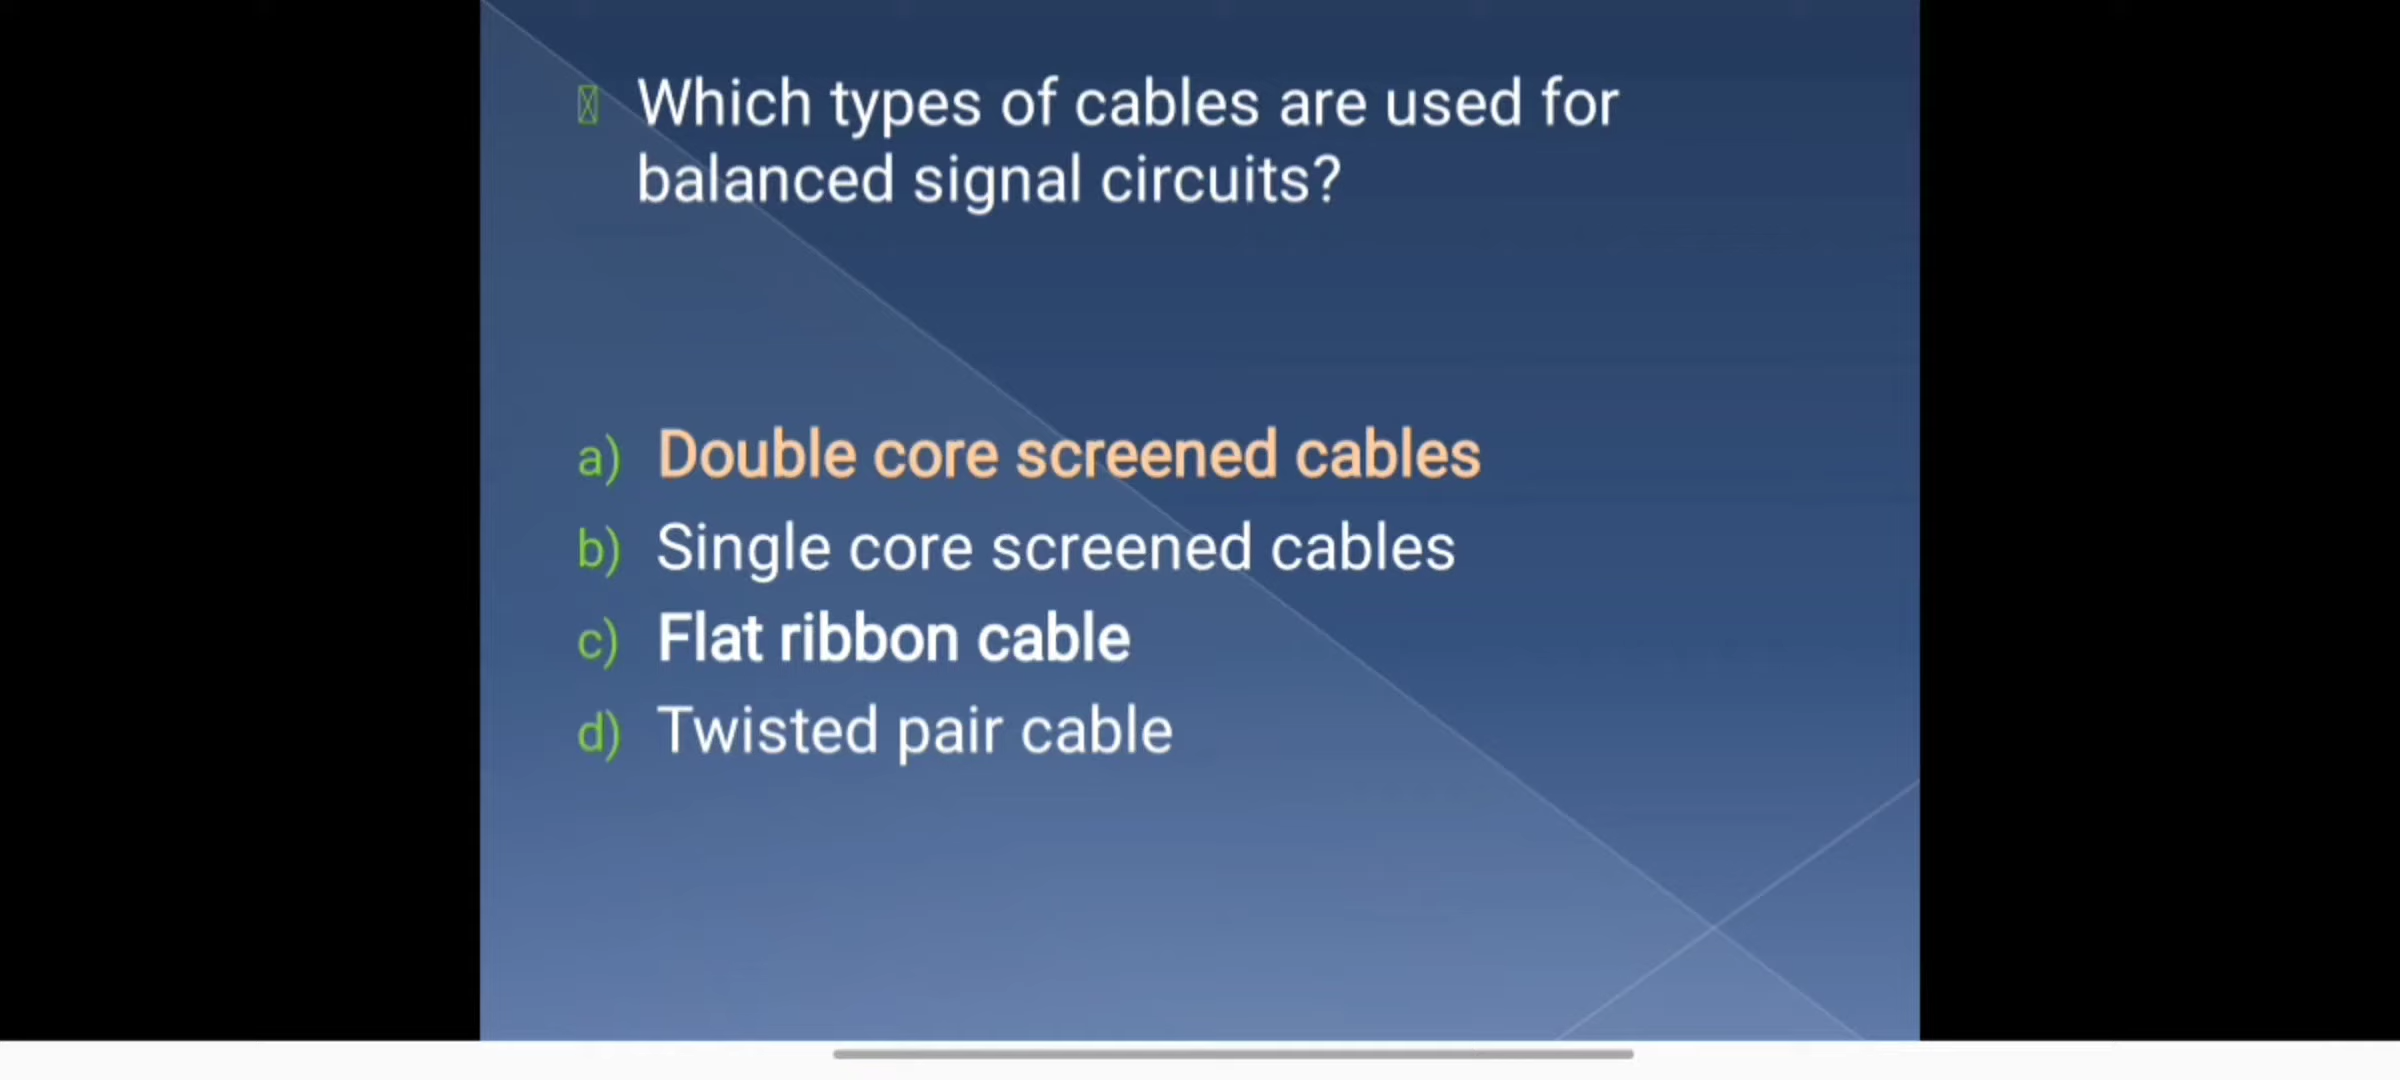 Which types of cables are used for
balanced signal circuits?
a) Double core screened cables
b) Single core screened cables
c) Flat ribbon cable
d) Twisted pair cable